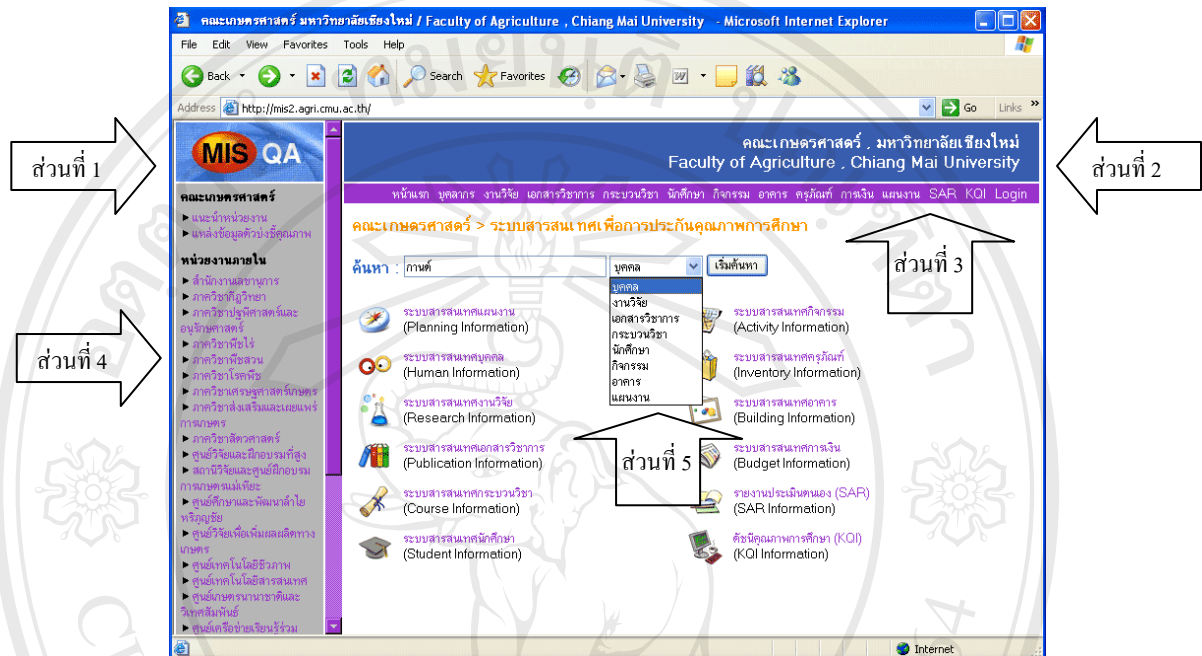 คณะเกษตรศาสตร์ มหาวิทยาลัยเชียงใหม่ / Faculty of Agriculture , Chiang Mai University - Microsoft Internet Explorer
File Edit View Favorites Tools Help
Back Search Favorites
Address http://mis2.agri.cmu.ac.th/ Go Links »
MIS QA
คณะเกษตรศาสตร์ , มหาวิทยาลัยเชียงใหม่
Faculty of Agriculture , Chiang Mai University
ส่วนที่ 1
ส่วนที่ 2
หน้าแรก บุคลากร งานวิจัย เอกสารวิชาการ กระบวนวิชา นักศึกษา กิจกรรม อาคาร ครุภัณฑ์ การเงิน แผนงาน SAR KQI Login
ส่วนที่ 3
คณะเกษตรศาสตร์
แนะนำหน่วยงาน
แหล่งข้อมูลตัวบ่งชี้คุณภาพ
หน่วยงานภายใน
สำนักงานเลขานุการ
ภาควิชากีฏวิทยา
ภาควิชาปฐพีศาสตร์และ
อนุรักษศาสตร์
ภาควิชาพืชไร่
ภาควิชาพืชสวน
ภาควิชาโรคพืช
ภาควิชาเศรษฐศาสตร์เกษตร
ภาควิชาส่งเสริมและเผยแพร่
การเกษตร
ภาควิชาสัตวศาสตร์
ศูนย์วิจัยและฝึกอบรมที่สูง
สถานีวิจัยและศูนย์ฝึกอบรม
การเกษตรแม่เหียะ
ศูนย์ศึกษาและพัฒนาลำไย
หริภุญชัย
ศูนย์วิจัยเพื่อเพิ่มผลผลิตทาง
เกษตร
ศูนย์เทคโนโลยีชีวภาพ
ศูนย์เทคโนโลยีสารสนเทศ
ศูนย์เกษตรนานาชาติและ
วิเทศสัมพันธ์
ศูนย์เครือข่ายเรียนรู้ร่วม
ส่วนที่ 4
คณะเกษตรศาสตร์ > ระบบสารสนเทศเพื่อการประกันคุณภาพการศึกษา
ค้นหา : กานต์ บุคคล เริ่มค้นหา
บุคคล
งานวิจัย
เอกสารวิชาการ
กระบวนวิชา
นักศึกษา
กิจกรรม
อาคาร
แผนงาน
ส่วนที่ 5
ระบบสารสนเทศแผนงาน
(Planning Information)
ระบบสารสนเทศบุคคล
(Human Information)
ระบบสารสนเทศงานวิจัย
(Research Information)
ระบบสารสนเทศเอกสารวิชาการ
(Publication Information)
ระบบสารสนเทศกระบวนวิชา
(Course Information)
ระบบสารสนเทศนักศึกษา
(Student Information)
ระบบสารสนเทศกิจกรรม
(Activity Information)
ระบบสารสนเทศครุภัณฑ์
(Inventory Information)
ระบบสารสนเทศอาคาร
(Building Information)
ระบบสารสนเทศการเงิน
(Budget Information)
รายงานประเมินตนเอง (SAR)
(SAR Information)
ดัชนีคุณภาพการศึกษา (KQI)
(KQI Information)
Internet